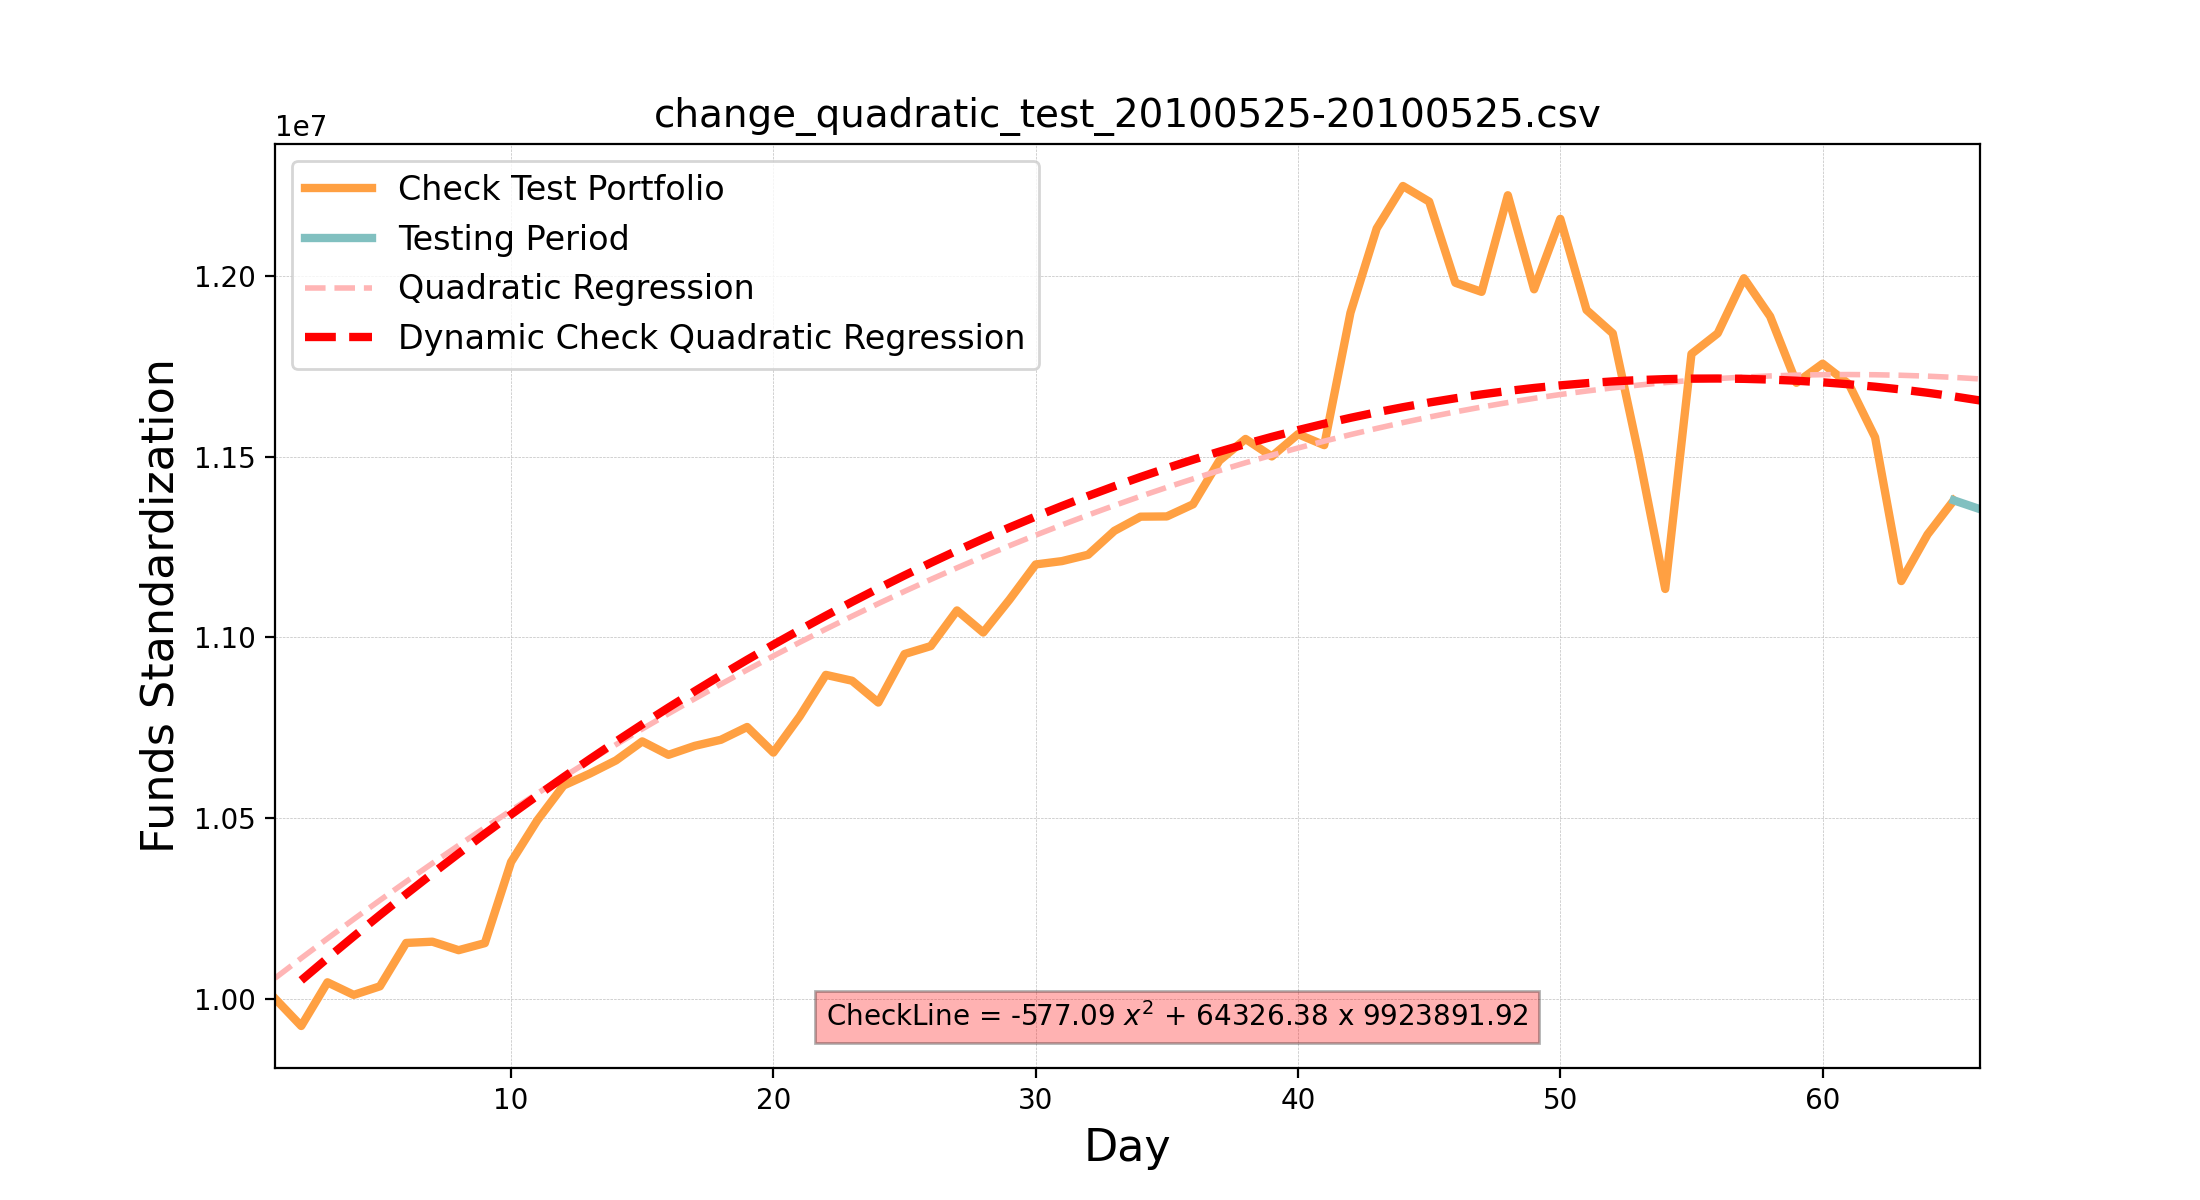 change_quadratic_test_20100525-20100525.csv
1e7
Check Test Portfolio
Testing Period
Quadratic Regression
Dynamic Check Quadratic Regression
Funds Standardization
1.20
1.15
1.10
1.05
1.00
CheckLine = -577.09 x² + 64326.38 x 9923891.92
10 20 30 40 50 60
Day